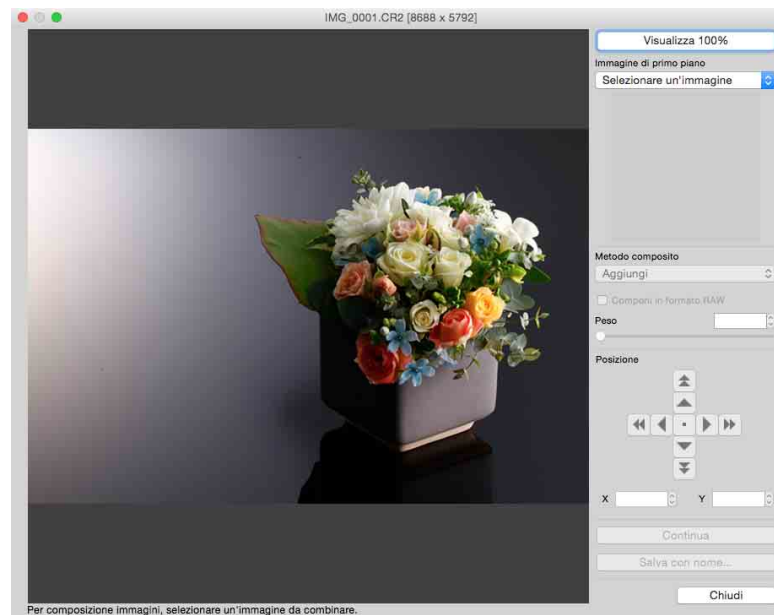 IMG_0001.CR2 [8688 x 5792]
Visualizza 100%
Immagine di primo piano
Selezionare un'immagine
Metodo composito
Aggiungi
Componi in formato RAW
Peso
Posizione
X Y
Continua
Salva con nome...
Chiudi
Per composizione immagini, selezionare un'immagine da combinare.